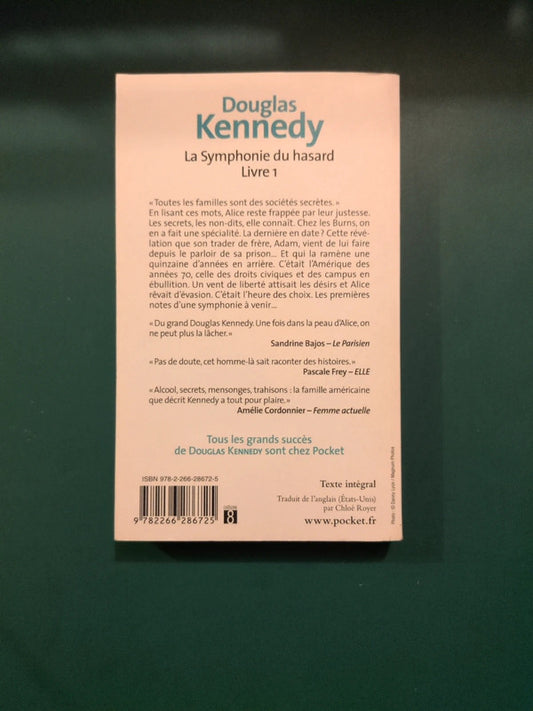 Douglas
Kennedy
La Symphonie du hasard
Livre 1
« Toutes les familles sont des sociétés secrètes. »
En lisant ces mots, Alice reste frappée par leur justesse.
Les secrets, les non-dits, elle connaît. Chez les Burns, on
en a fait une spécialité. La dernière en date ? Cette révé-
lation que son trader de frère, Adam, vient de lui faire
depuis le parloir de sa prison... Et qui la ramène une
quinzaine d'années en arrière. C'était l'Amérique des
années 70, celle des droits civiques et des campus en
ébullition. Un vent de liberté attisait les désirs et Alice
rêvait d'évasion. C'était l'heure des choix. Les premières
notes d'une symphonie à venir...
« Du grand Douglas Kennedy. Une fois dans la peau d'Alice, on
ne peut plus la lâcher. »
Sandrine Bajos – Le Parisien
« Pas de doute, cet homme-là sait raconter des histoires. »
Pascale Frey – ELLE
« Alcool, secrets, mensonges, trahisons : la famille américaine
que décrit Kennedy a tout pour plaire. »
Amélie Cordonnier – Femme actuelle
Tous les grands succès
de Douglas Kennedy sont chez Pocket
ISBN 978-2-266-28672-5
9 782266 286725
catégorie
8
Texte intégral
Traduit de l'anglais (États-Unis)
par Chloé Royer
www.pocket.fr
Photo : © Danny Lyon / Magnum Photos